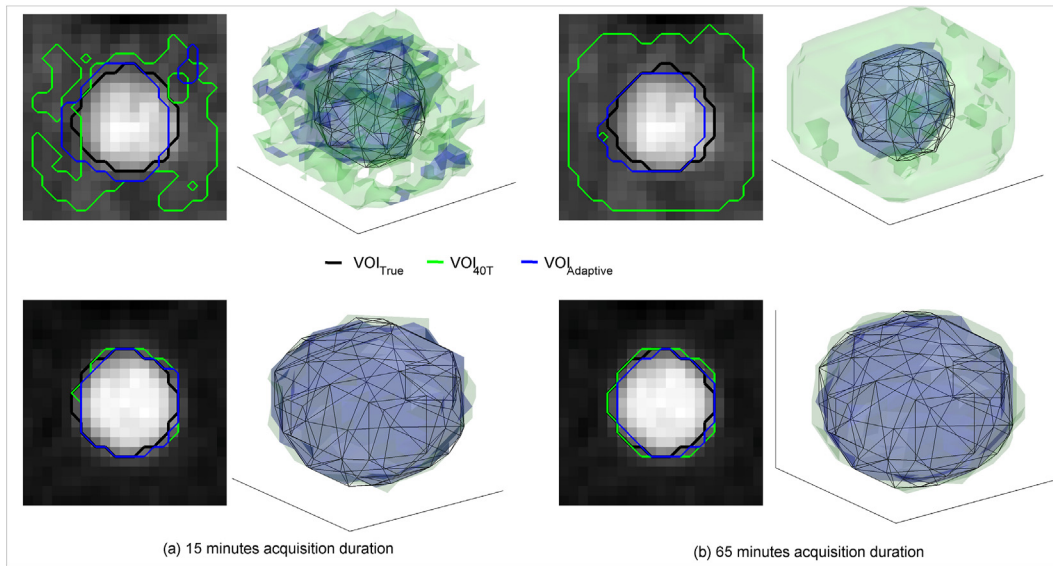 VOI_True VOI_40T VOI_Adaptive
(a) 15 minutes acquisition duration
(b) 65 minutes acquisition duration